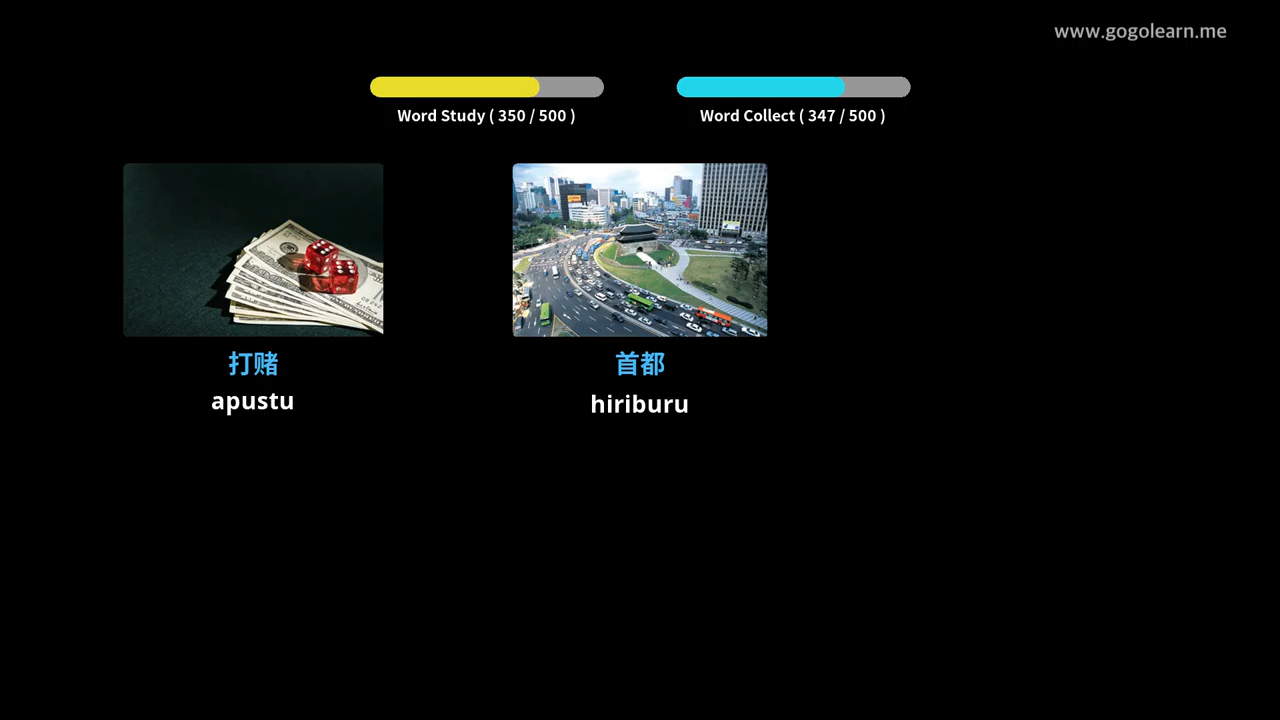 www.gogolearn.me
Word Study ( 350 / 500 )
Word Collect ( 347 / 500 )
打赌
apustu
首都
hiriburu